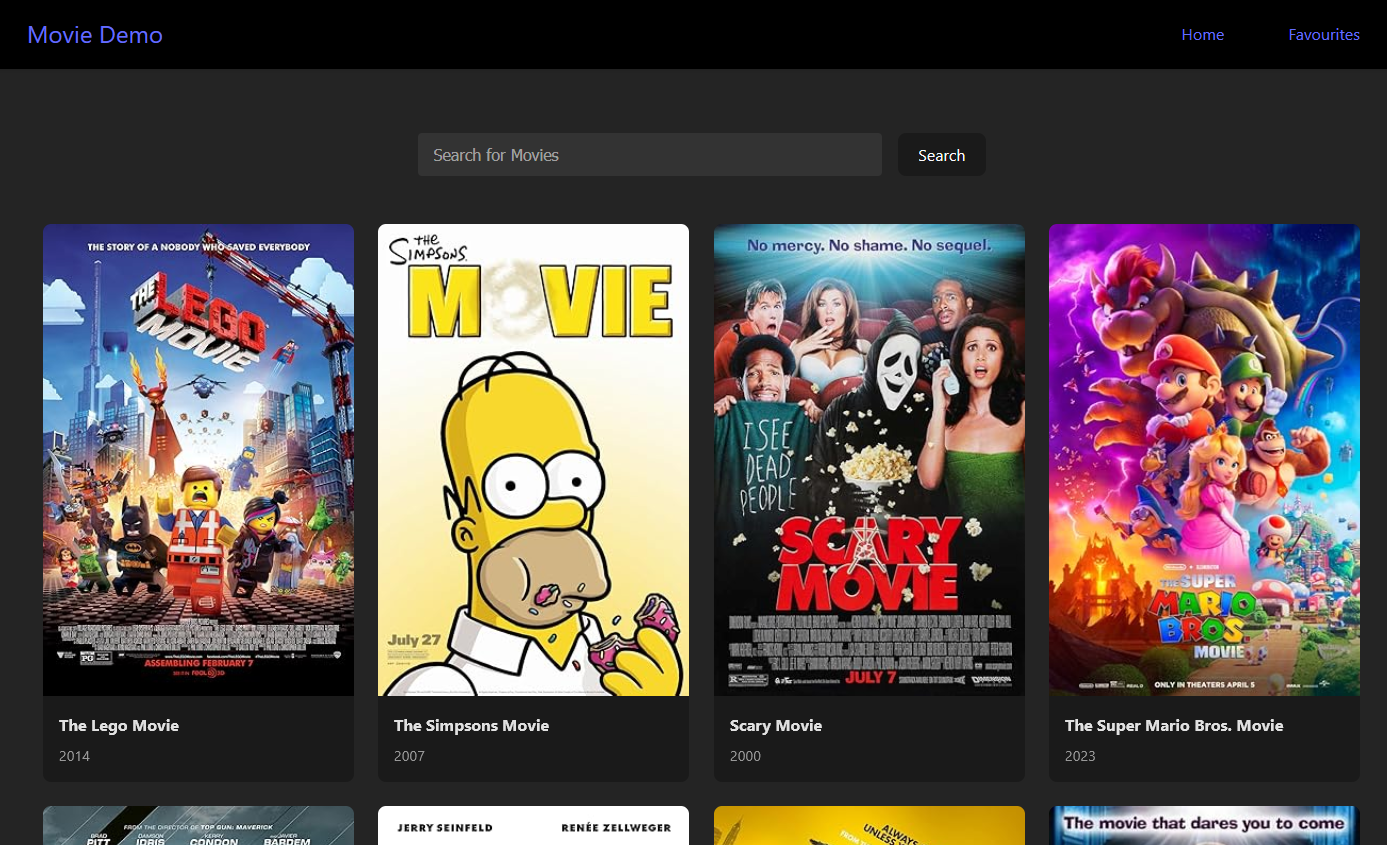 Movie Demo
Home
Favourites
Search for Movies
Search
THE STORY OF A NOBODY WHO SAVED EVERYBODY
THE LEGO
MOVIE
PG
ASSEMBLING FEBRUARY 7
The Lego Movie
2014
THE
SIMPSONS
MOVIE
July 27
The Simpsons Movie
2007
No mercy. No shame. No sequel.
I SEE
DEAD
PEOPLE
SCARY
MOVIE
JULY 7
Scary Movie
2000
THE SUPER
MARIO
BROS.
MOVIE
ONLY IN THEATERS APRIL 5
The Super Mario Bros. Movie
2023
FROM THE DIRECTOR OF TOP GUN: MAVERICK
BRAD
PITT
DAMSON
IDRIS
KERRY
CONDON
JAVIER
BARDEM
JERRY SEINFELD
RENÉE ZELLWEGER
ALWAYS
UNLESS
The movie that dares you to come